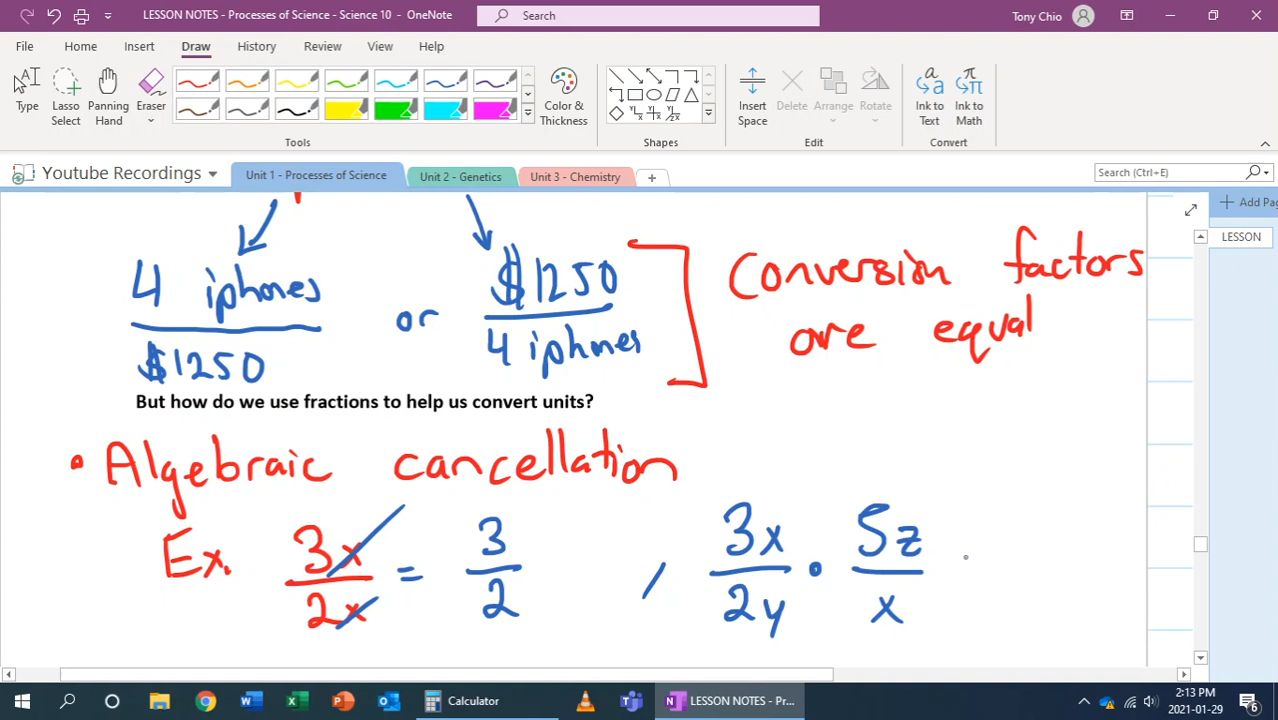 LESSON NOTES - Processes of Science - Science 10 - OneNote
Search
Tony Chio
File Home Insert Draw History Review View Help
Type
Lasso Select
Panning Hand
Eraser
Color & Thickness
Insert Space
Delete
Arrange
Rotate
Ink to Text
Ink to Math
Tools
Shapes
Edit
Convert
Youtube Recordings
Unit 1 - Processes of Science
Unit 2 - Genetics
Unit 3 - Chemistry
Search (Ctrl+E)
Add Pag
LESSON
4 iphones
$1250
or
$1250
4 iphones
Conversion factors
are equal
But how do we use fractions to help us convert units?
• Algebraic cancellation
Ex. 3x/2x = 3/2 , 3x/2y • 5z/x
Calculator
LESSON NOTES - Pr...
2:13 PM
2021-01-29
6